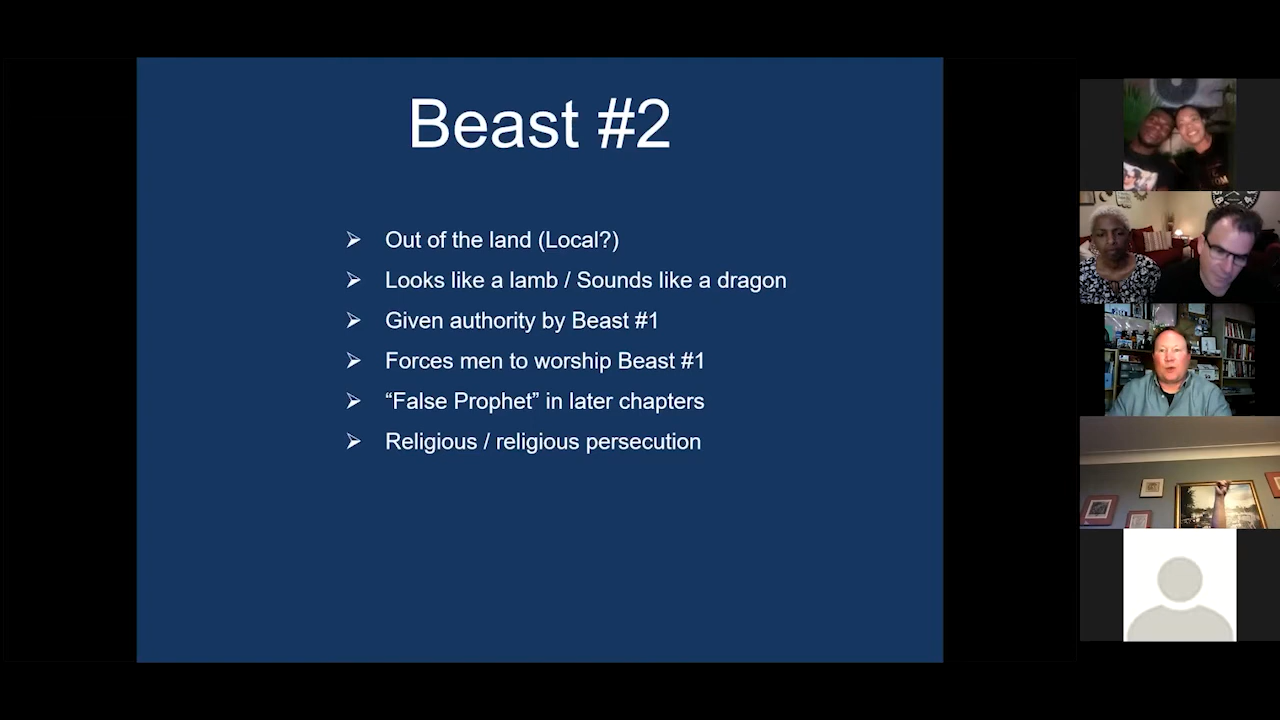 Beast #2
➢ Out of the land (Local?)
➢ Looks like a lamb / Sounds like a dragon
➢ Given authority by Beast #1
➢ Forces men to worship Beast #1
➢ “False Prophet” in later chapters
➢ Religious / religious persecution